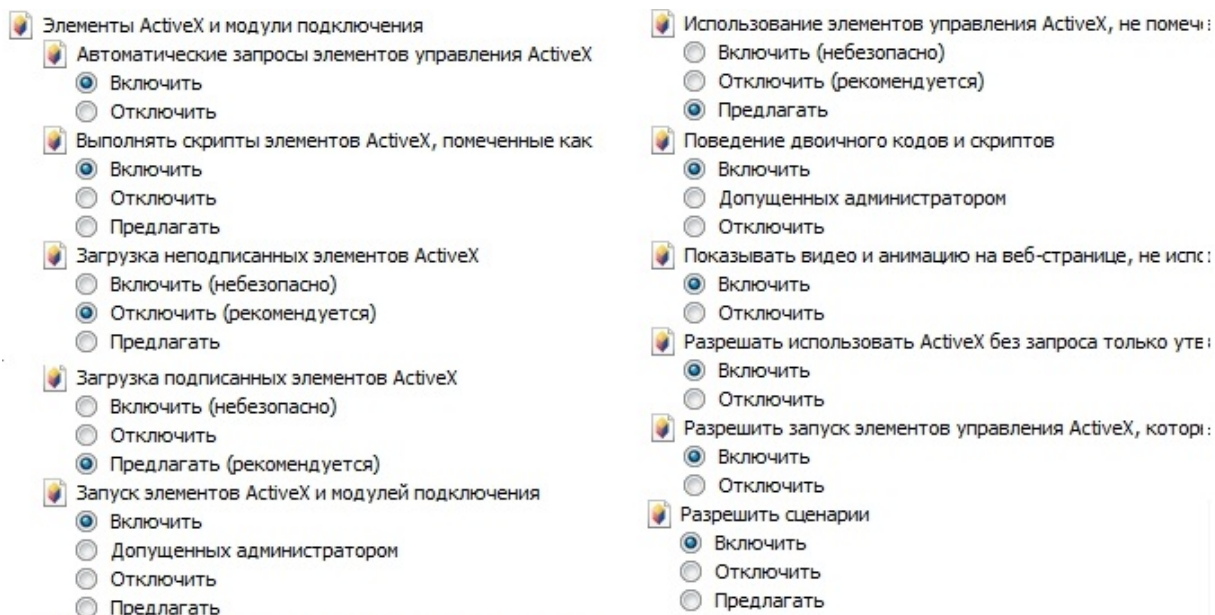 Элементы ActiveX и модули подключения
Автоматические запросы элементов управления ActiveX
Включить
Отключить
Выполнять скрипты элементов ActiveX, помеченные как
Включить
Отключить
Предлагать
Загрузка неподписанных элементов ActiveX
Включить (небезопасно)
Отключить (рекомендуется)
Предлагать
Загрузка подписанных элементов ActiveX
Включить (небезопасно)
Отключить
Предлагать (рекомендуется)
Запуск элементов ActiveX и модулей подключения
Включить
Допущенных администратором
Отключить
Предлагать
Использование элементов управления ActiveX, не
Включить (небезопасно)
Отключить (рекомендуется)
Предлагать
Поведение двоичного кодов и скриптов
Включить
Допущенных администратором
Отключить
Показывать видео и анимацию на веб-странице, не
Включить
Отключить
Разрешать использовать ActiveX без запроса только
Включить
Отключить
Разрешить запуск элементов управления ActiveX,
Включить
Отключить
Разрешить сценарии
Включить
Отключить
Предлагать